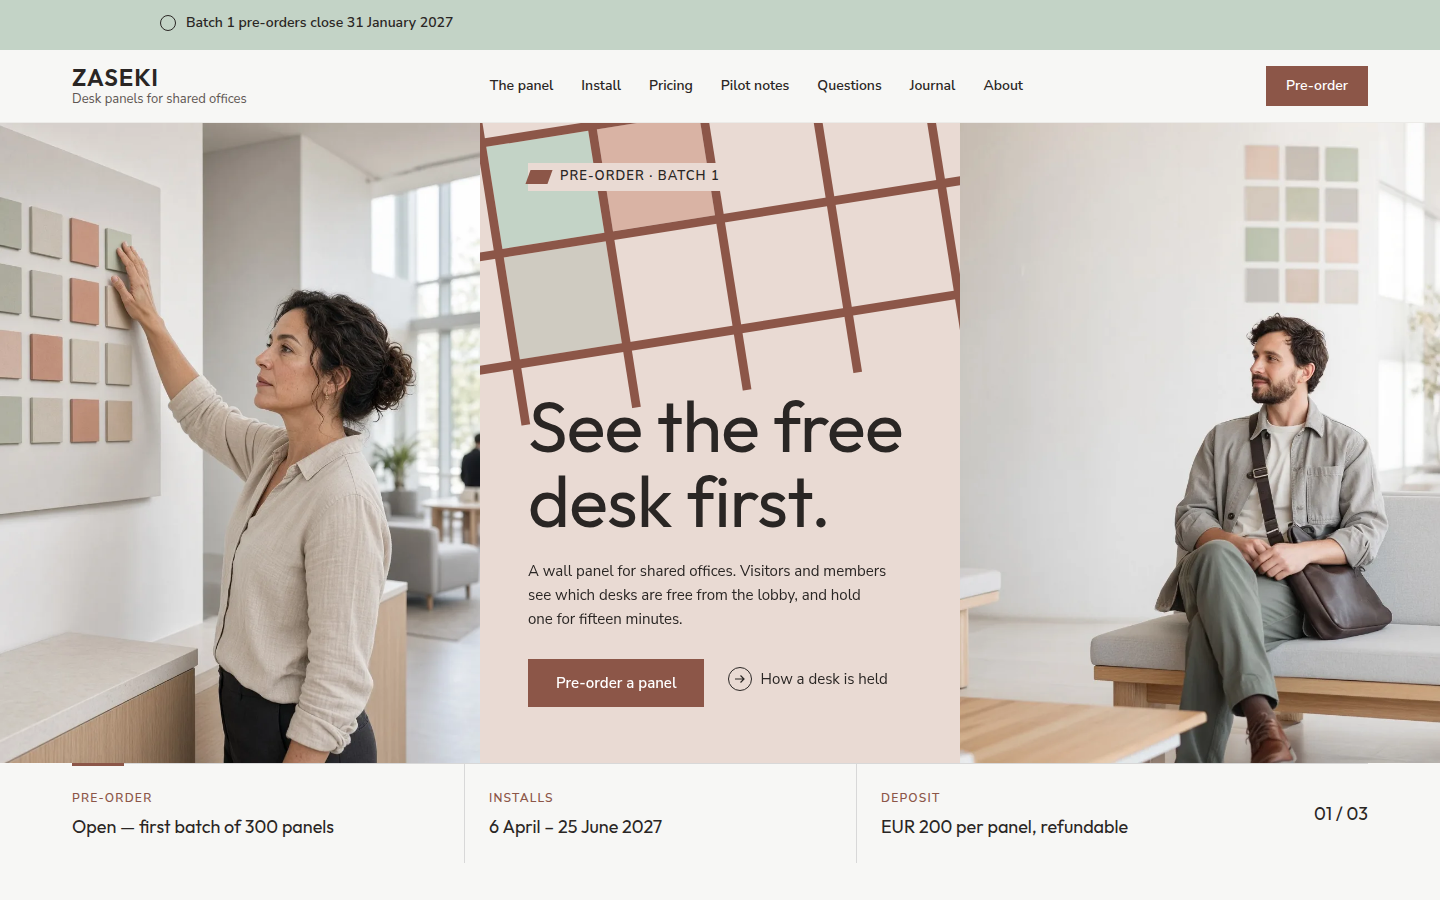 Batch 1 pre-orders close 31 January 2027
ZASEKI
Desk panels for shared offices
The panel
Install
Pricing
Pilot notes
Questions
Journal
About
Pre-order
PRE-ORDER · BATCH 1
See the free
desk first.
A wall panel for shared offices. Visitors and members
see which desks are free from the lobby, and hold
one for fifteen minutes.
Pre-order a panel
How a desk is held
PRE-ORDER
Open — first batch of 300 panels
INSTALLS
6 April – 25 June 2027
DEPOSIT
EUR 200 per panel, refundable
01 / 03